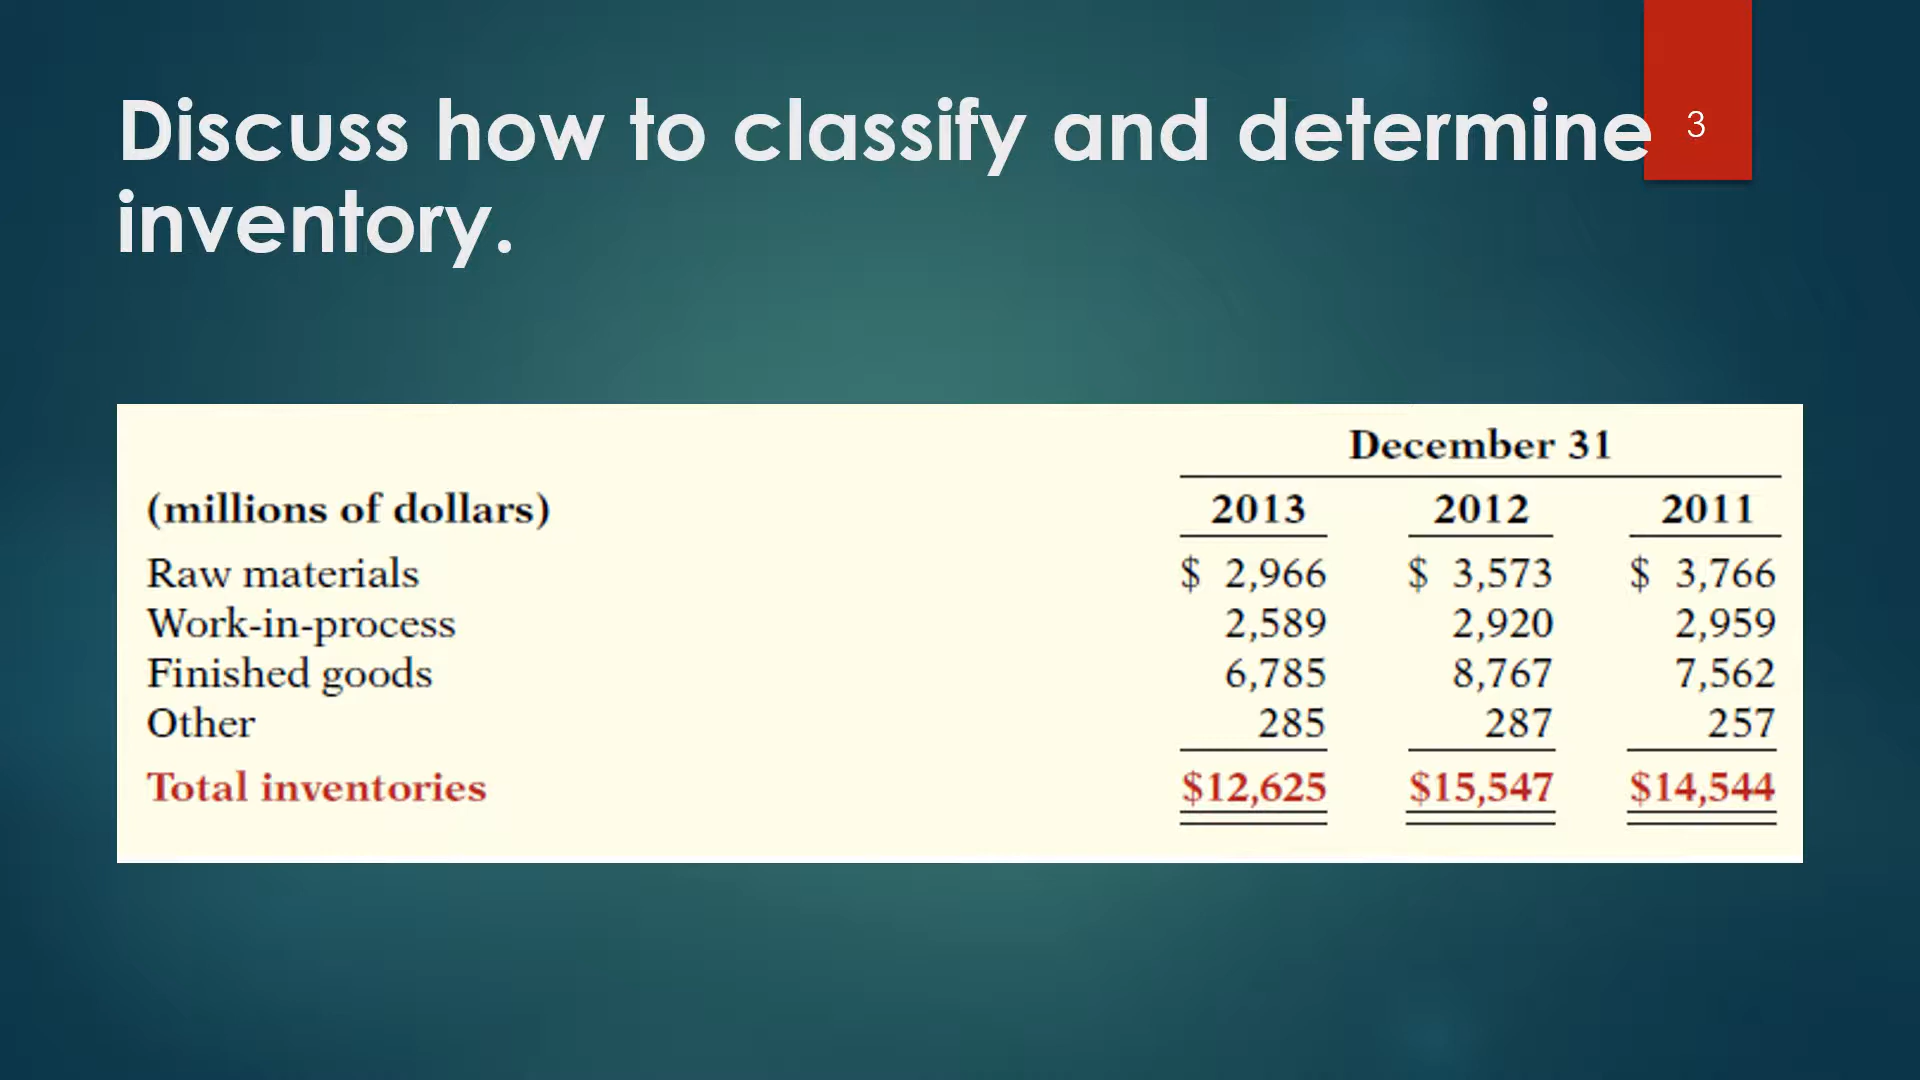 Discuss how to classify and determine
inventory.
3
December 31
(millions of dollars) 2013 2012 2011
Raw materials $ 2,966 $ 3,573 $ 3,766
Work-in-process 2,589 2,920 2,959
Finished goods 6,785 8,767 7,562
Other 285 287 257
Total inventories $12,625 $15,547 $14,544